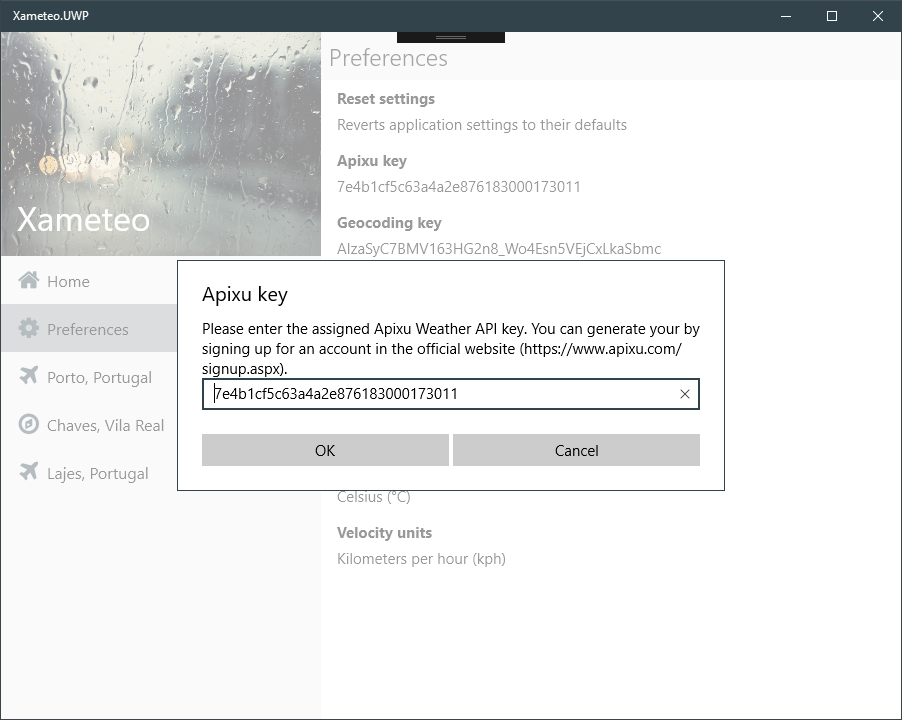 Xameteo.UWP
Preferences
Reset settings
Reverts application settings to their defaults
Apixu key
7e4b1cf5c63a4a2e876183000173011
Geocoding key
AIzaSyC7BMV163HG2n8_Wo4Esn5VEjCxLkaSbmc
Xameteo
Home
Preferences
Porto, Portugal
Chaves, Vila Real
Lajes, Portugal
Apixu key
Please enter the assigned Apixu Weather API key. You can generate your by
signing up for an account in the official website (https://www.apixu.com/
signup.aspx).
7e4b1cf5c63a4a2e876183000173011
OK
Cancel
Celsius (°C)
Velocity units
Kilometers per hour (kph)